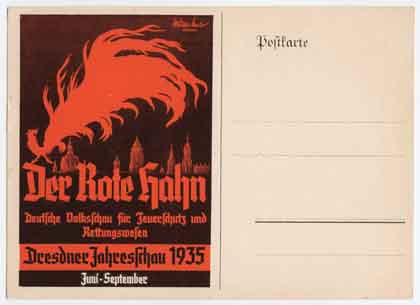 Der Rote Hahn
Deutsche Volksschau für Feuerschutz und
Rettungswesen
Dresdner Jahresschau 1935
Juni-September
Postkarte